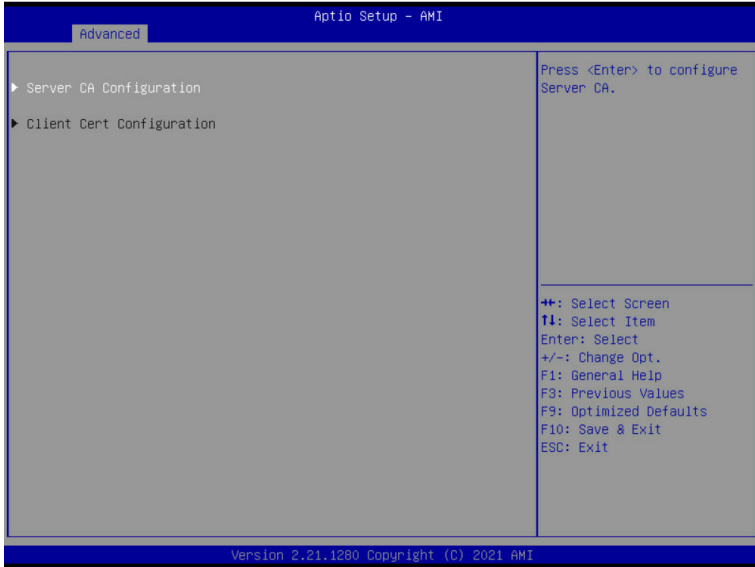 Aptio Setup – AMI
Advanced
▶ Server CA Configuration
▶ Client Cert Configuration
Press <Enter> to configure
Server CA.
→←: Select Screen
↑↓: Select Item
Enter: Select
+/-: Change Opt.
F1: General Help
F3: Previous Values
F9: Optimized Defaults
F10: Save & Exit
ESC: Exit
Version 2.21.1280 Copyright (C) 2021 AMI